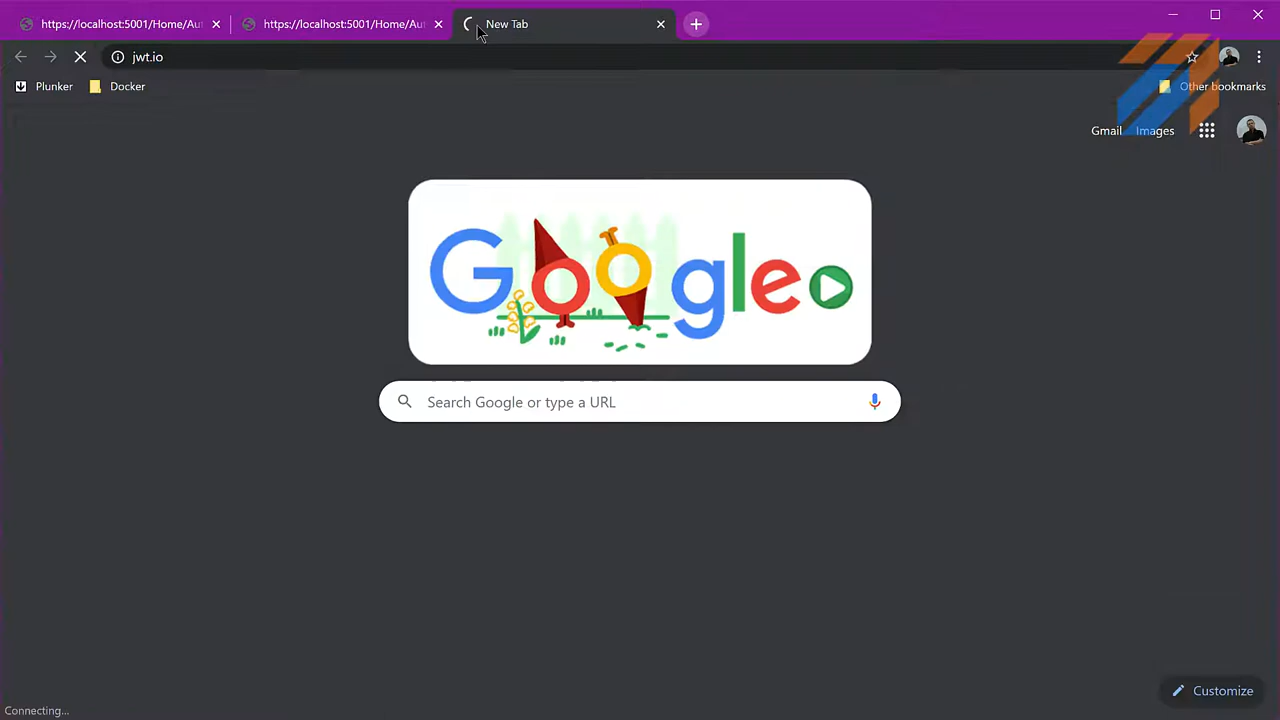 https://localhost:5001/Home/Aut
https://localhost:5001/Home/Aut
New Tab
jwt.io
Plunker
Docker
Other bookmarks
Gmail
Images
Google
Search Google or type a URL
Customize
Connecting...